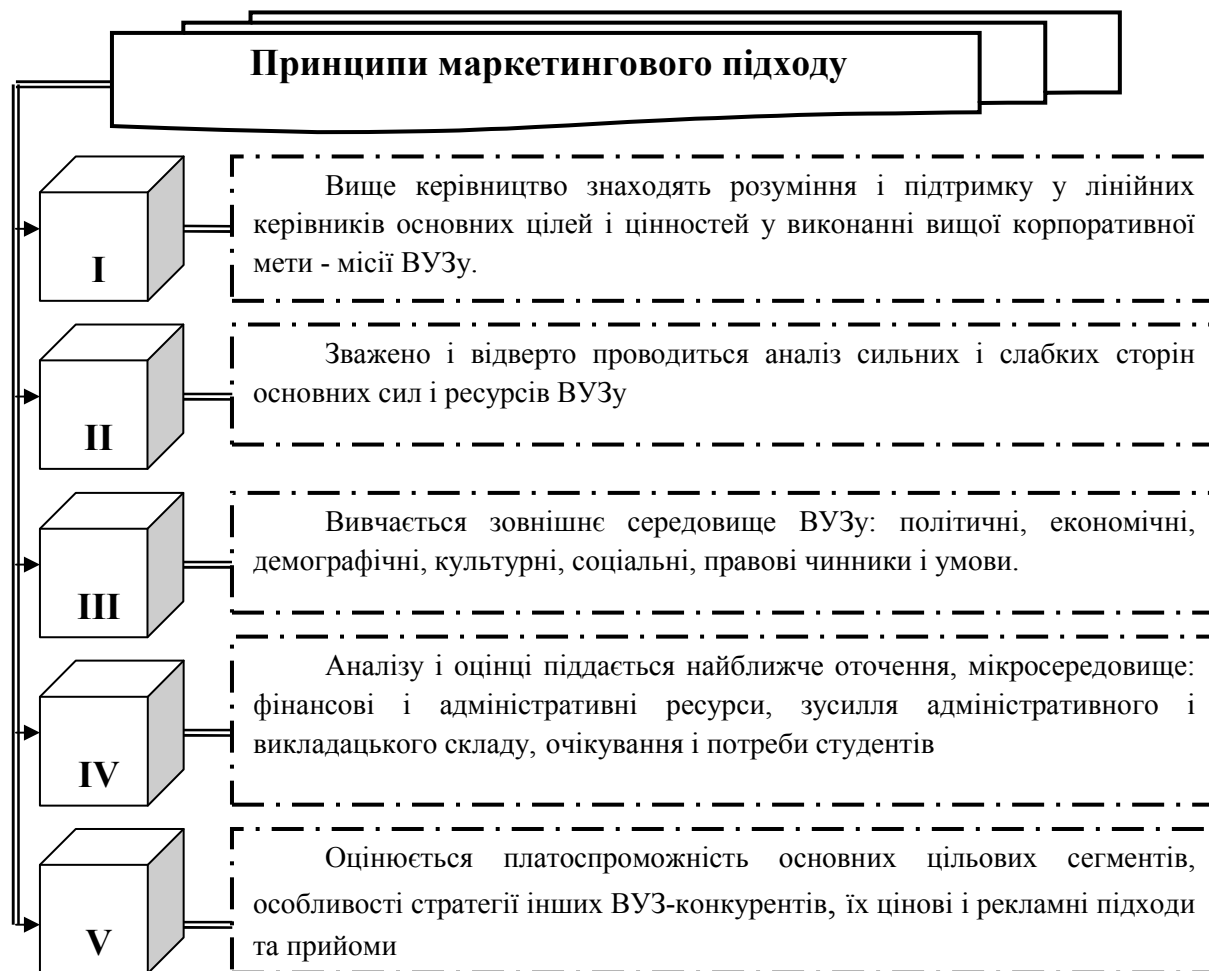 Принципи маркетингового підходу
I
Вище керівництво знаходять розуміння і підтримку у лінійних
керівників основних цілей і цінностей у виконанні вищої корпоративної
мети - місії ВУЗу.
II
Зважено і відверто проводиться аналіз сильних і слабких сторін
основних сил і ресурсів ВУЗу
III
Вивчається зовнішнє середовище ВУЗу: політичні, економічні,
демографічні, культурні, соціальні, правові чинники і умови.
IV
Аналізу і оцінці піддається найближче оточення, мікросередовище:
фінансові і адміністративні ресурси, зусилля адміністративного і
викладацького складу, очікування і потреби студентів
V
Оцінюється платоспроможність основних цільових сегментів,
особливості стратегії інших ВУЗ-конкурентів, їх цінові і рекламні підходи
та прийоми